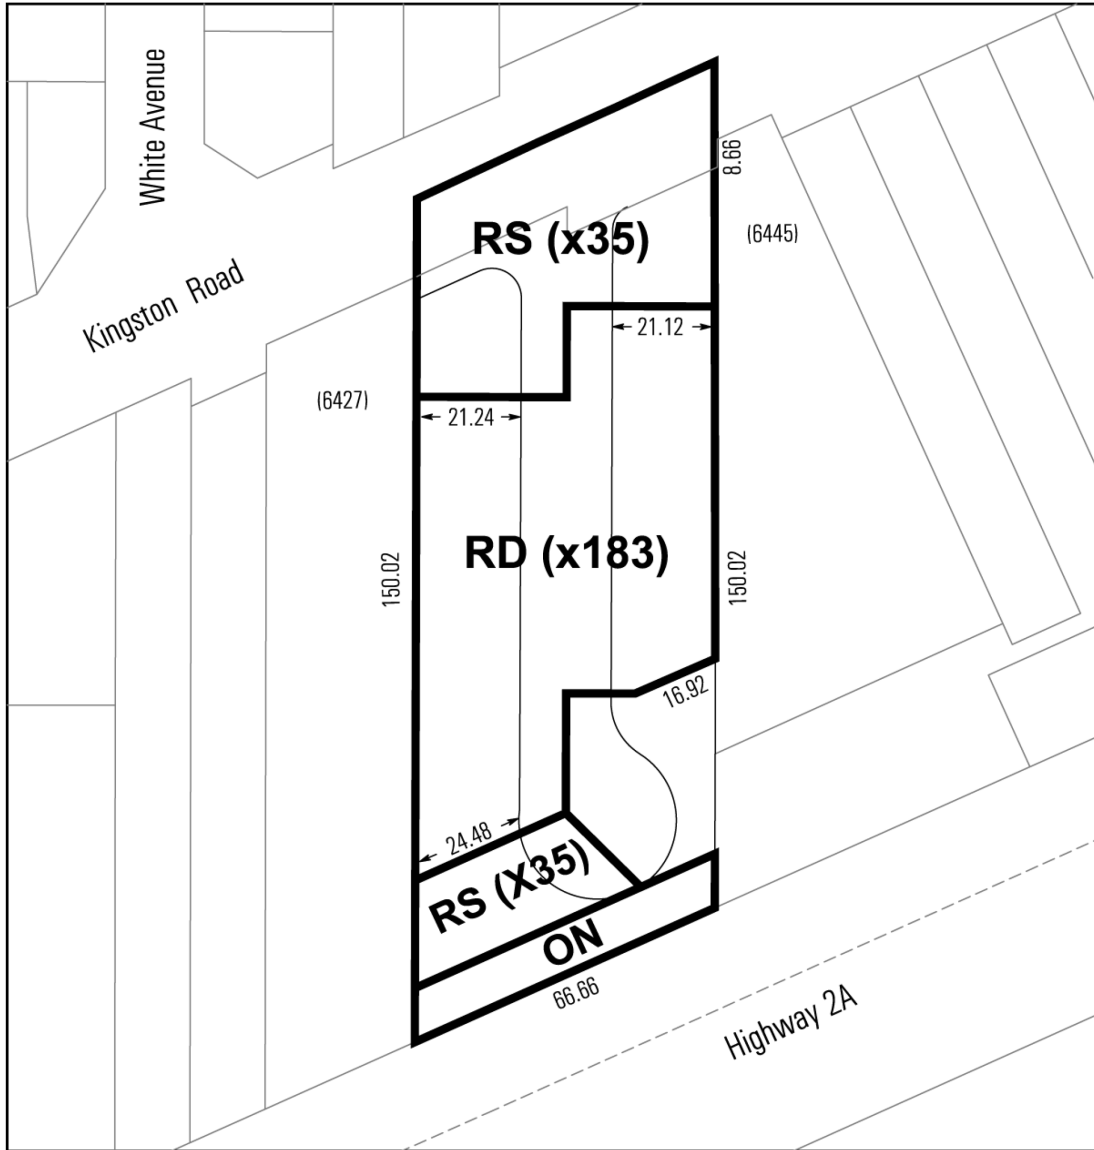 White Avenue
8.66
RS (x35)
(6445)
Kingston Road
21.12
(6427)
21.24
RD (x183)
150.02
150.02
16.92
24.48
RS (X35)
ON
66.66
Highway 2A